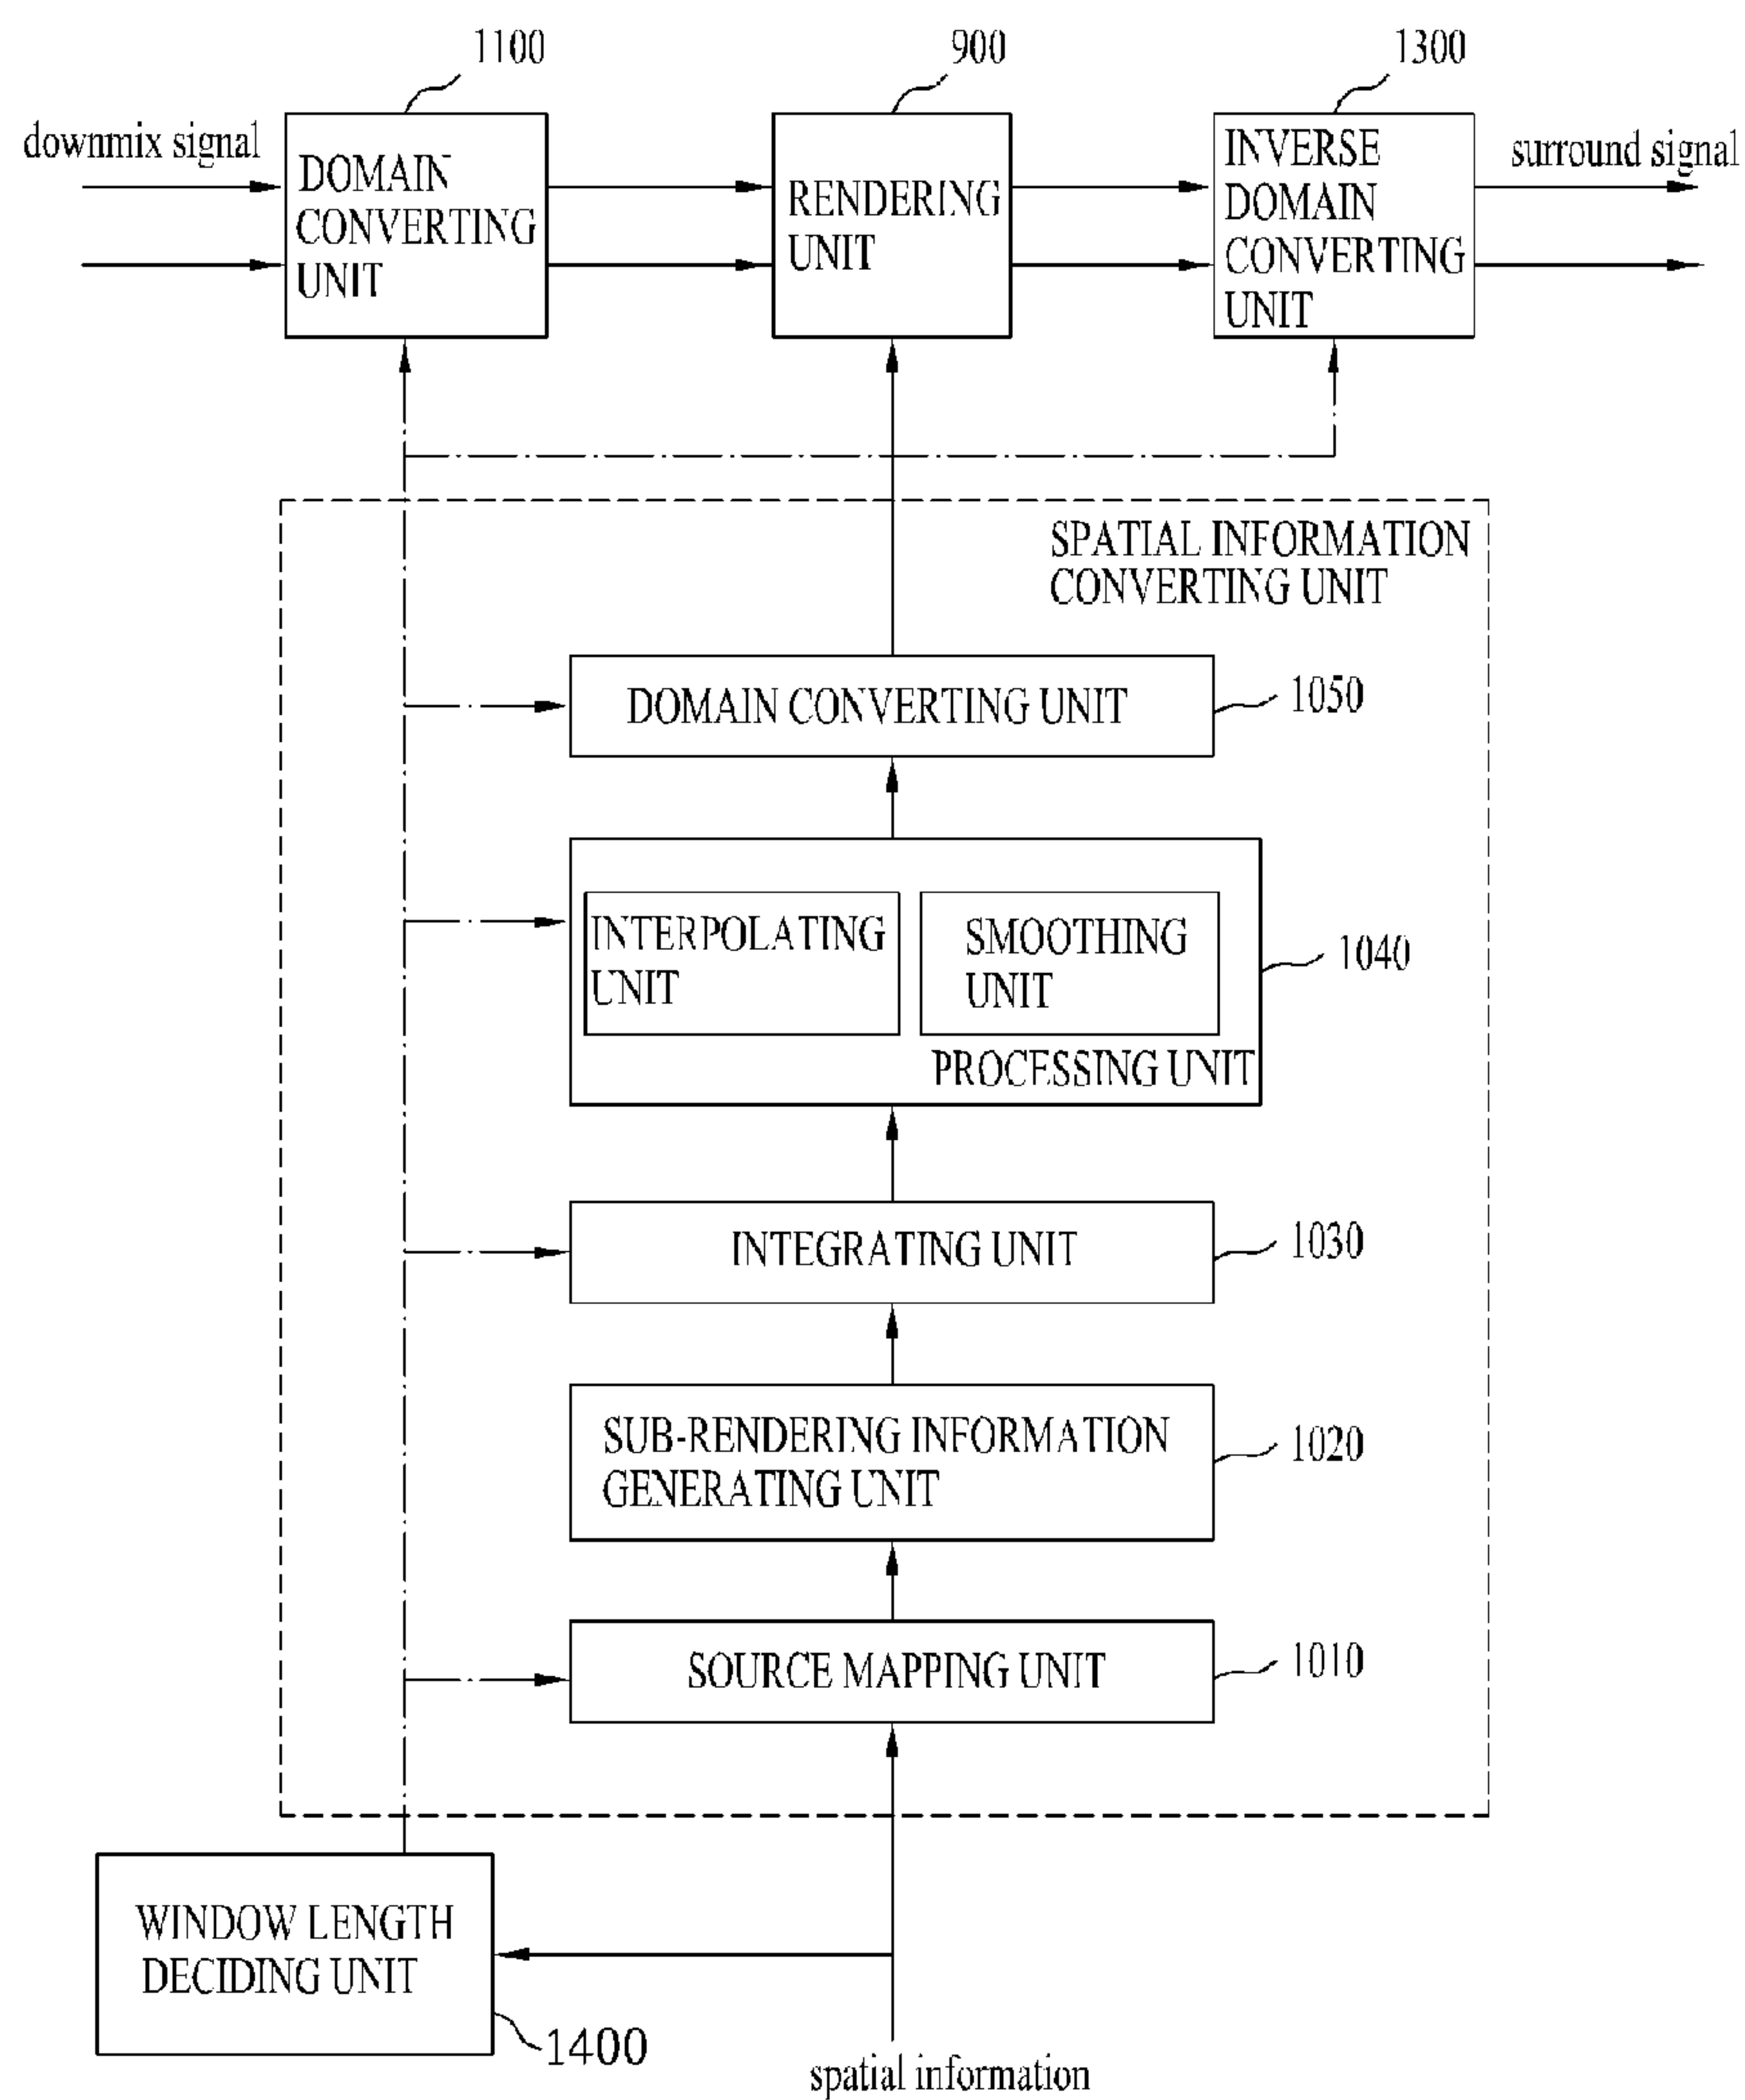 1100
900
1300
downmix signal
DOMAIN
CONVERTING
UNIT
RENDERING
UNIT
INVERSE
DOMAIN
CONVERTING
UNIT
surround signal
SPATIAL INFORMATION
CONVERTING UNIT
DOMAIN CONVERTING UNIT
1050
INTERPOLATING
UNIT
SMOOTHING
UNIT
PROCESSING UNIT
1040
INTEGRATING UNIT
1030
SUB-RENDERING INFORMATION
GENERATING UNIT
1020
SOURCE MAPPING UNIT
1010
WINDOW LENGTH
DECIDING UNIT
1400
spatial information